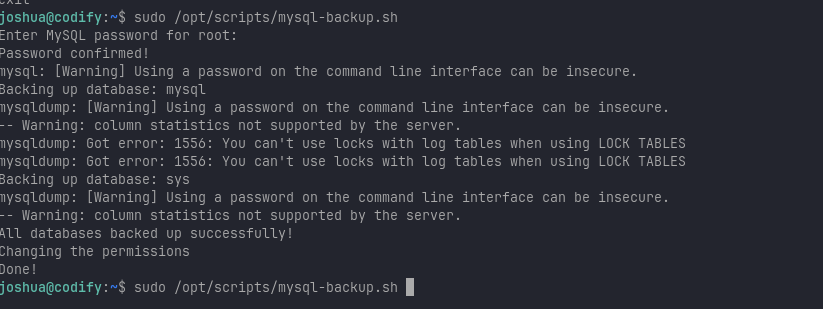 exit
joshua@codify:~$ sudo /opt/scripts/mysql-backup.sh
Enter MySQL password for root:
Password confirmed!
mysql: [Warning] Using a password on the command line interface can be insecure.
Backing up database: mysql
mysqldump: [Warning] Using a password on the command line interface can be insecure.
-- Warning: column statistics not supported by the server.
mysqldump: Got error: 1556: You can't use locks with log tables when using LOCK TABLES
mysqldump: Got error: 1556: You can't use locks with log tables when using LOCK TABLES
Backing up database: sys
mysqldump: [Warning] Using a password on the command line interface can be insecure.
-- Warning: column statistics not supported by the server.
All databases backed up successfully!
Changing the permissions
Done!
joshua@codify:~$ sudo /opt/scripts/mysql-backup.sh